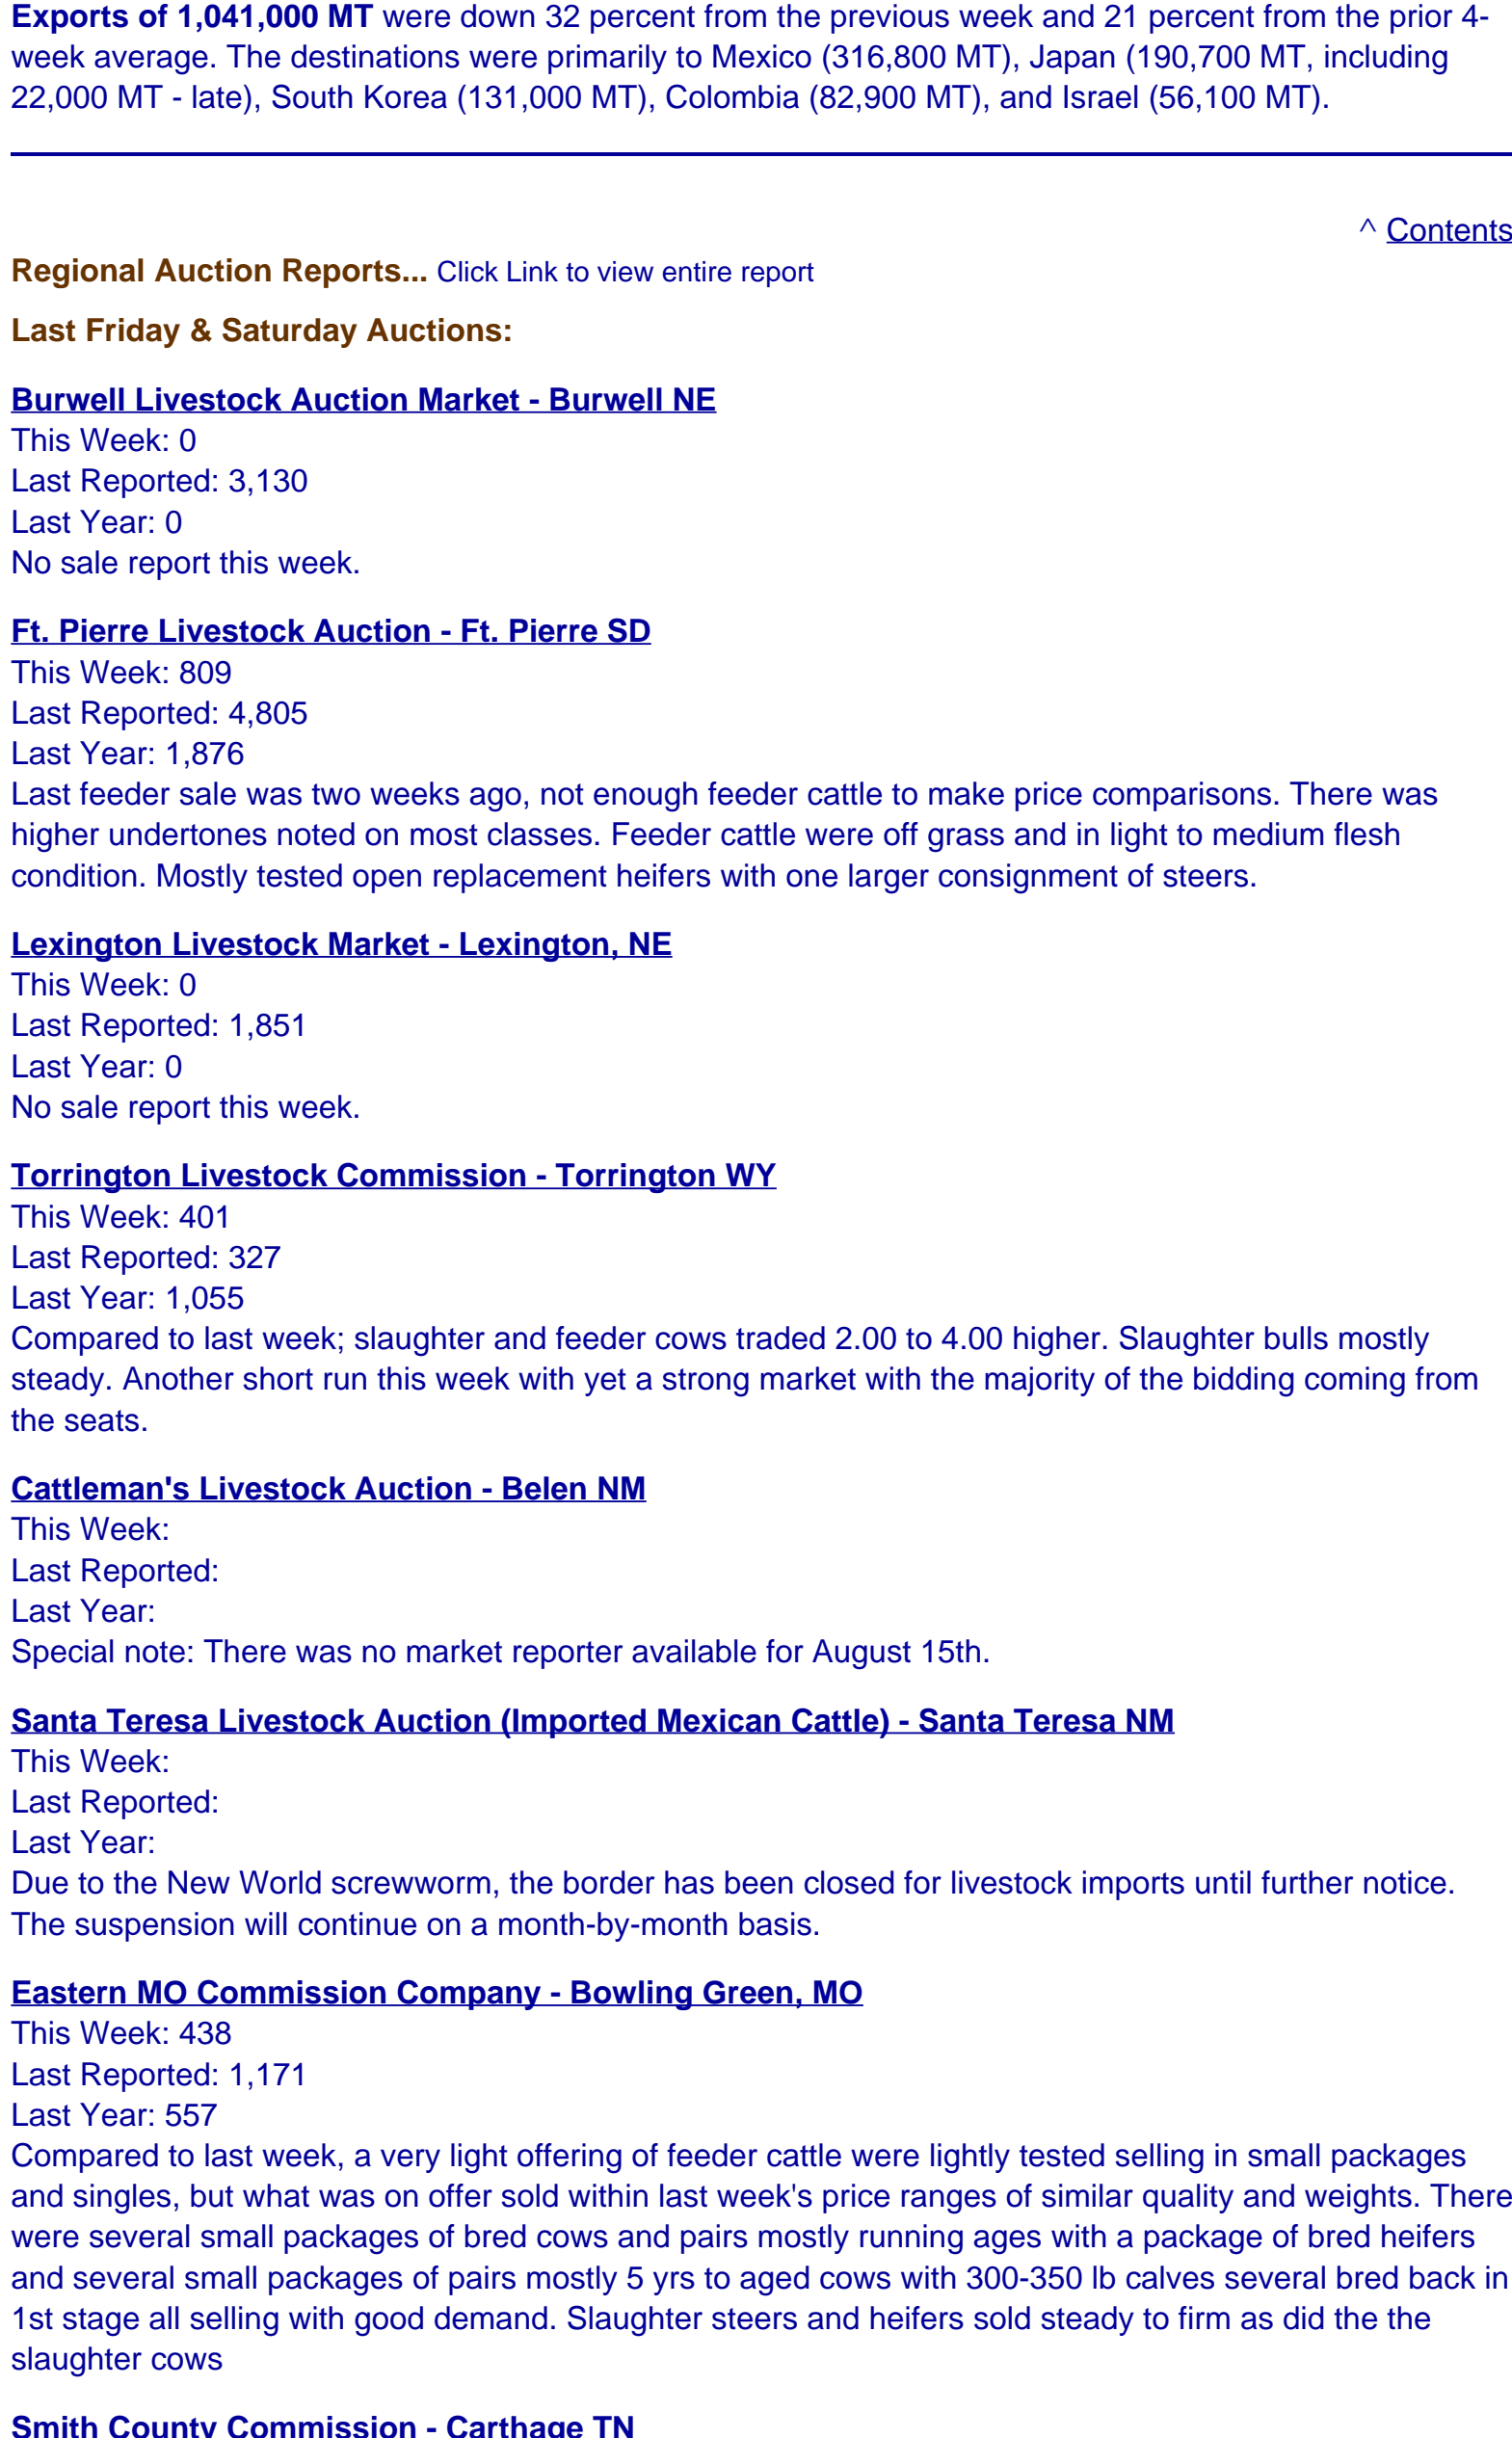 Exports of 1,041,000 MT were down 32 percent from the previous week and 21 percent from the prior 4-
week average. The destinations were primarily to Mexico (316,800 MT), Japan (190,700 MT, including
22,000 MT - late), South Korea (131,000 MT), Colombia (82,900 MT), and Israel (56,100 MT).
^ Contents
Regional Auction Reports... Click Link to view entire report
Last Friday & Saturday Auctions:
Burwell Livestock Auction Market - Burwell NE
This Week: 0
Last Reported: 3,130
Last Year: 0
No sale report this week.
Ft. Pierre Livestock Auction - Ft. Pierre SD
This Week: 809
Last Reported: 4,805
Last Year: 1,876
Last feeder sale was two weeks ago, not enough feeder cattle to make price comparisons. There was
higher undertones noted on most classes. Feeder cattle were off grass and in light to medium flesh
condition. Mostly tested open replacement heifers with one larger consignment of steers.
Lexington Livestock Market - Lexington, NE
This Week: 0
Last Reported: 1,851
Last Year: 0
No sale report this week.
Torrington Livestock Commission - Torrington WY
This Week: 401
Last Reported: 327
Last Year: 1,055
Compared to last week; slaughter and feeder cows traded 2.00 to 4.00 higher. Slaughter bulls mostly
steady. Another short run this week with yet a strong market with the majority of the bidding coming from
the seats.
Cattleman's Livestock Auction - Belen NM
This Week:
Last Reported:
Last Year:
Special note: There was no market reporter available for August 15th.
Santa Teresa Livestock Auction (Imported Mexican Cattle) - Santa Teresa NM
This Week:
Last Reported:
Last Year:
Due to the New World screwworm, the border has been closed for livestock imports until further notice.
The suspension will continue on a month-by-month basis.
Eastern MO Commission Company - Bowling Green, MO
This Week: 438
Last Reported: 1,171
Last Year: 557
Compared to last week, a very light offering of feeder cattle were lightly tested selling in small packages
and singles, but what was on offer sold within last week's price ranges of similar quality and weights. There
were several small packages of bred cows and pairs mostly running ages with a package of bred heifers
and several small packages of pairs mostly 5 yrs to aged cows with 300-350 lb calves several bred back in
1st stage all selling with good demand. Slaughter steers and heifers sold steady to firm as did the the
slaughter cows
Smith County Commission - Carthage TN